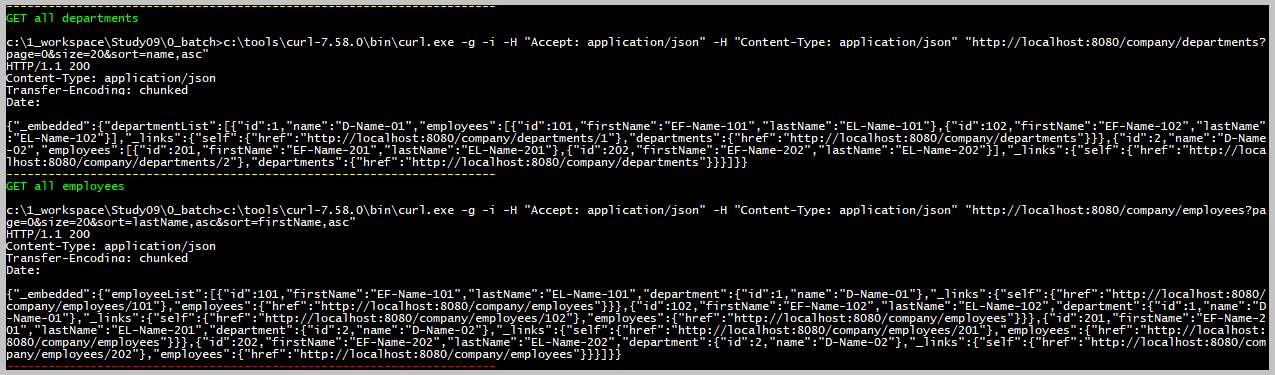 ----------------------------------------------------------------------
GET all departments
c:\1_workspace\Study09\0_batch>c:\tools\curl-7.58.0\bin\curl.exe -g -i -H "Accept: application/json" -H "Content-Type: application/json" "http://localhost:8080/company/departments?
page=0&size=20&sort=name,asc"
HTTP/1.1 200
Content-Type: application/json
Transfer-Encoding: chunked
Date:
{"_embedded":{"departmentList":[{"id":1,"name":"D-Name-01","employees":[{"id":101,"firstName":"EF-Name-101","lastName":"EL-Name-101"},{"id":102,"firstName":"EF-Name-102","lastName"
:"EL-Name-102"}],"_links":{"self":{"href":"http://localhost:8080/company/departments/1"},"departments":{"href":"http://localhost:8080/company/departments"}}},{"id":2,"name":"D-Name
-02","employees":[{"id":201,"firstName":"EF-Name-201","lastName":"EL-Name-201"},{"id":202,"firstName":"EF-Name-202","lastName":"EL-Name-202"}],"_links":{"self":{"href":"http://loca
lhost:8080/company/departments/2"},"departments":{"href":"http://localhost:8080/company/departments"}}}]}}
----------------------------------------------------------------------
GET all employees
c:\1_workspace\Study09\0_batch>c:\tools\curl-7.58.0\bin\curl.exe -g -i -H "Accept: application/json" -H "Content-Type: application/json" "http://localhost:8080/company/employees?pa
ge=0&size=20&sort=lastName,asc&sort=firstName,asc"
HTTP/1.1 200
Content-Type: application/json
Transfer-Encoding: chunked
Date:
{"_embedded":{"employeeList":[{"id":101,"firstName":"EF-Name-101","lastName":"EL-Name-101","department":{"id":1,"name":"D-Name-01"},"_links":{"self":{"href":"http://localhost:8080/
company/employees/101"},"employees":{"href":"http://localhost:8080/company/employees"}}},{"id":102,"firstName":"EF-Name-102","lastName":"EL-Name-102","department":{"id":1,"name":"D
-Name-01"},"_links":{"self":{"href":"http://localhost:8080/company/employees/102"},"employees":{"href":"http://localhost:8080/company/employees"}}},{"id":201,"firstName":"EF-Name-2
01","lastName":"EL-Name-201","department":{"id":2,"name":"D-Name-02"},"_links":{"self":{"href":"http://localhost:8080/company/employees/201"},"employees":{"href":"http://localhost:
8080/company/employees"}}},{"id":202,"firstName":"EF-Name-202","lastName":"EL-Name-202","department":{"id":2,"name":"D-Name-02"},"_links":{"self":{"href":"http://localhost:8080/com
pany/employees/202"},"employees":{"href":"http://localhost:8080/company/employees"}}}]}}
----------------------------------------------------------------------